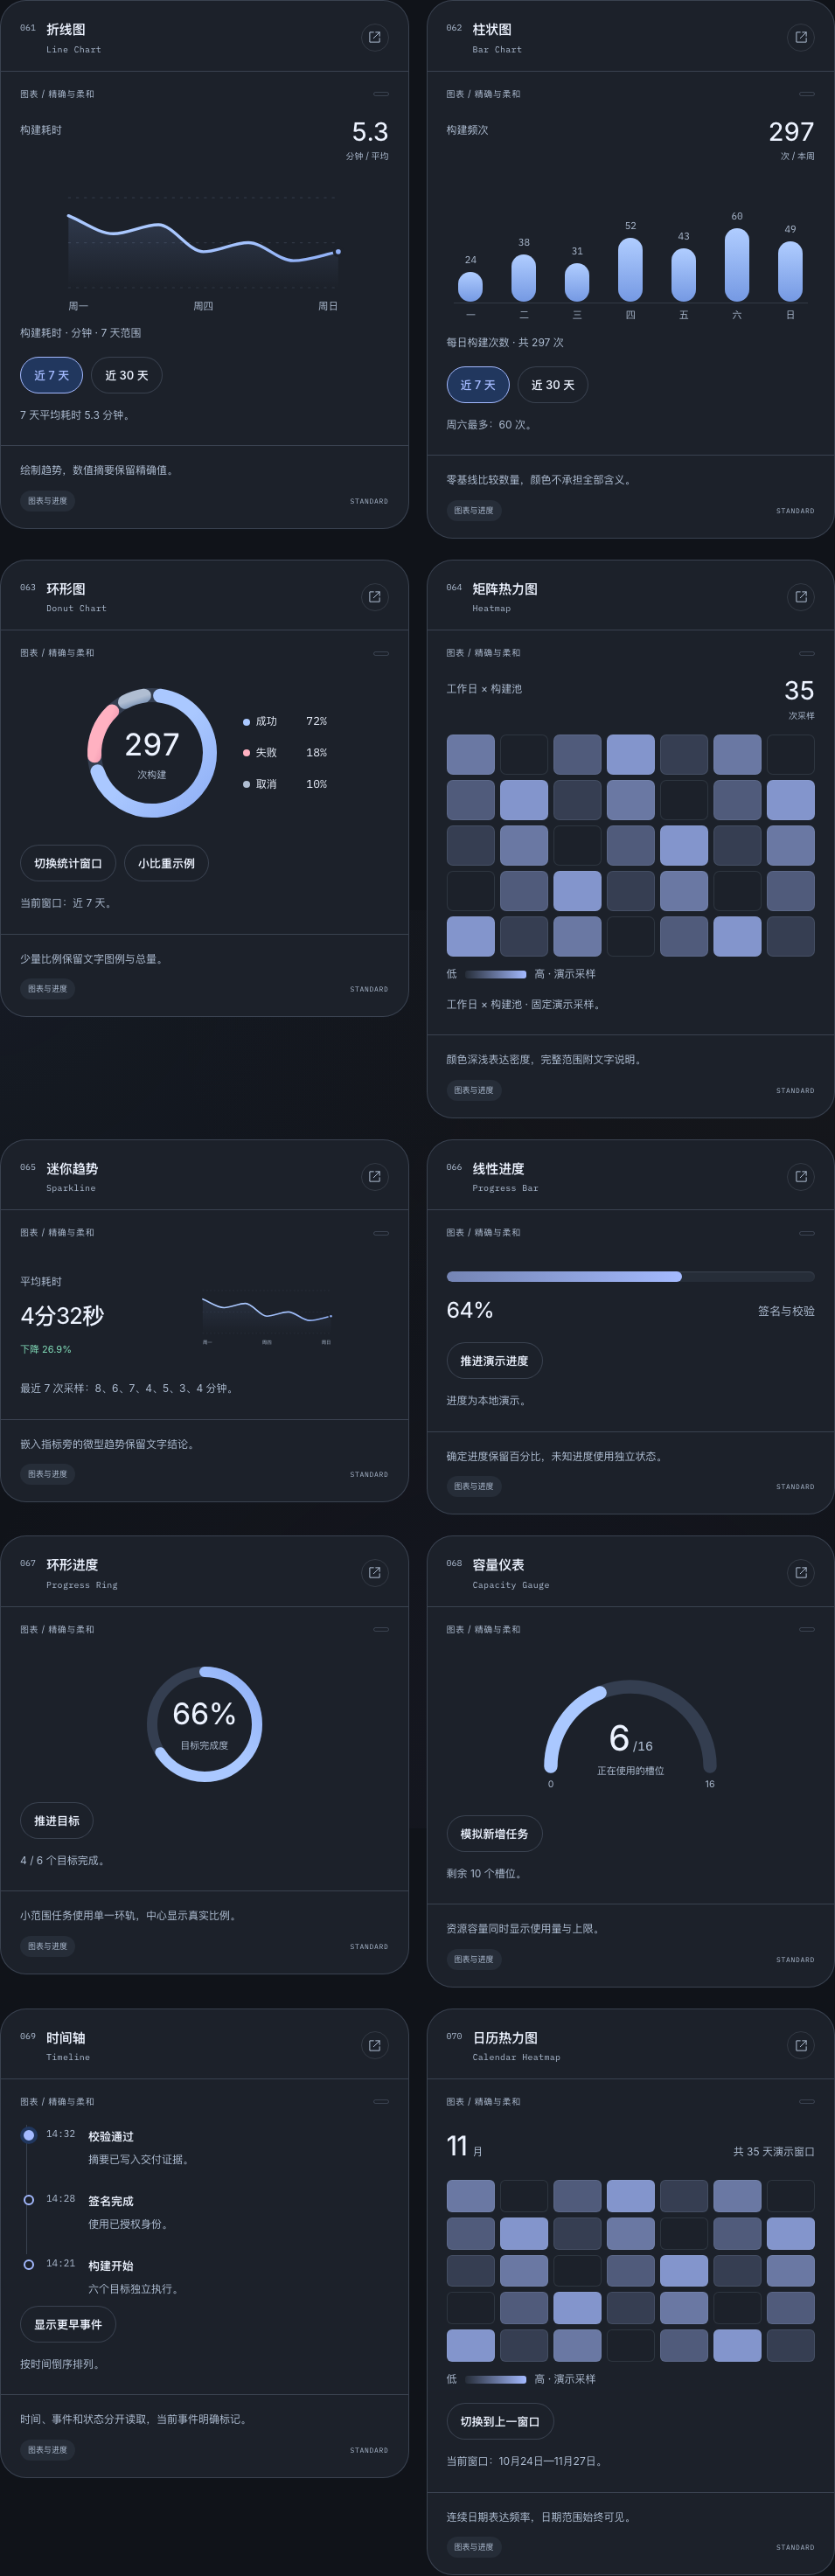 061 折线图
Line Chart
图表 / 精确与柔和
构建耗时
5.3
分钟 / 平均
周一 周四 周日
构建耗时 · 分钟 · 7 天范围
近 7 天 近 30 天
7 天平均耗时 5.3 分钟。
绘制趋势，数值摘要保留精确值。
图表与进度 STANDARD
062 柱状图
Bar Chart
图表 / 精确与柔和
构建频次
297
次 / 本周
24 38 31 52 43 60 49
一 二 三 四 五 六 日
每日构建次数 · 共 297 次
近 7 天 近 30 天
周六最多：60 次。
零基线比较数量，颜色不承担全部含义。
图表与进度 STANDARD
063 环形图
Donut Chart
图表 / 精确与柔和
297
次构建
成功 72%
失败 18%
取消 10%
切换统计窗口 小比重示例
当前窗口：近 7 天。
少量比例保留文字图例与总量。
图表与进度 STANDARD
064 矩阵热力图
Heatmap
图表 / 精确与柔和
工作日 × 构建池
35
次采样
低 高 · 演示采样
工作日 × 构建池 · 固定演示采样。
颜色深浅表达密度，完整范围附文字说明。
图表与进度 STANDARD
065 迷你趋势
Sparkline
图表 / 精确与柔和
平均耗时
4分32秒
下降 26.9%
周一 周四 周日
最近 7 次采样：8、6、7、4、5、3、4 分钟。
嵌入指标旁的微型趋势保留文字结论。
图表与进度 STANDARD
066 线性进度
Progress Bar
图表 / 精确与柔和
64% 签名与校验
推进演示进度
进度为本地演示。
确定进度保留百分比，未知进度使用独立状态。
图表与进度 STANDARD
067 环形进度
Progress Ring
图表 / 精确与柔和
66%
目标完成度
推进目标
4 / 6 个目标完成。
小范围任务使用单一环轨，中心显示真实比例。
图表与进度 STANDARD
068 容量仪表
Capacity Gauge
图表 / 精确与柔和
6 /16
正在使用的槽位
0 16
模拟新增任务
剩余 10 个槽位。
资源容量同时显示使用量与上限。
图表与进度 STANDARD
069 时间轴
Timeline
图表 / 精确与柔和
14:32 校验通过
摘要已写入交付证据。
14:28 签名完成
使用已授权身份。
14:21 构建开始
六个目标独立执行。
显示更早事件
按时间倒序排列。
时间、事件和状态分开读取，当前事件明确标记。
图表与进度 STANDARD
070 日历热力图
Calendar Heatmap
图表 / 精确与柔和
11 月 共 35 天演示窗口
低 高 · 演示采样
切换到上一窗口
当前窗口：10月24日—11月27日。
连续日期表达频率，日期范围始终可见。
图表与进度 STANDARD